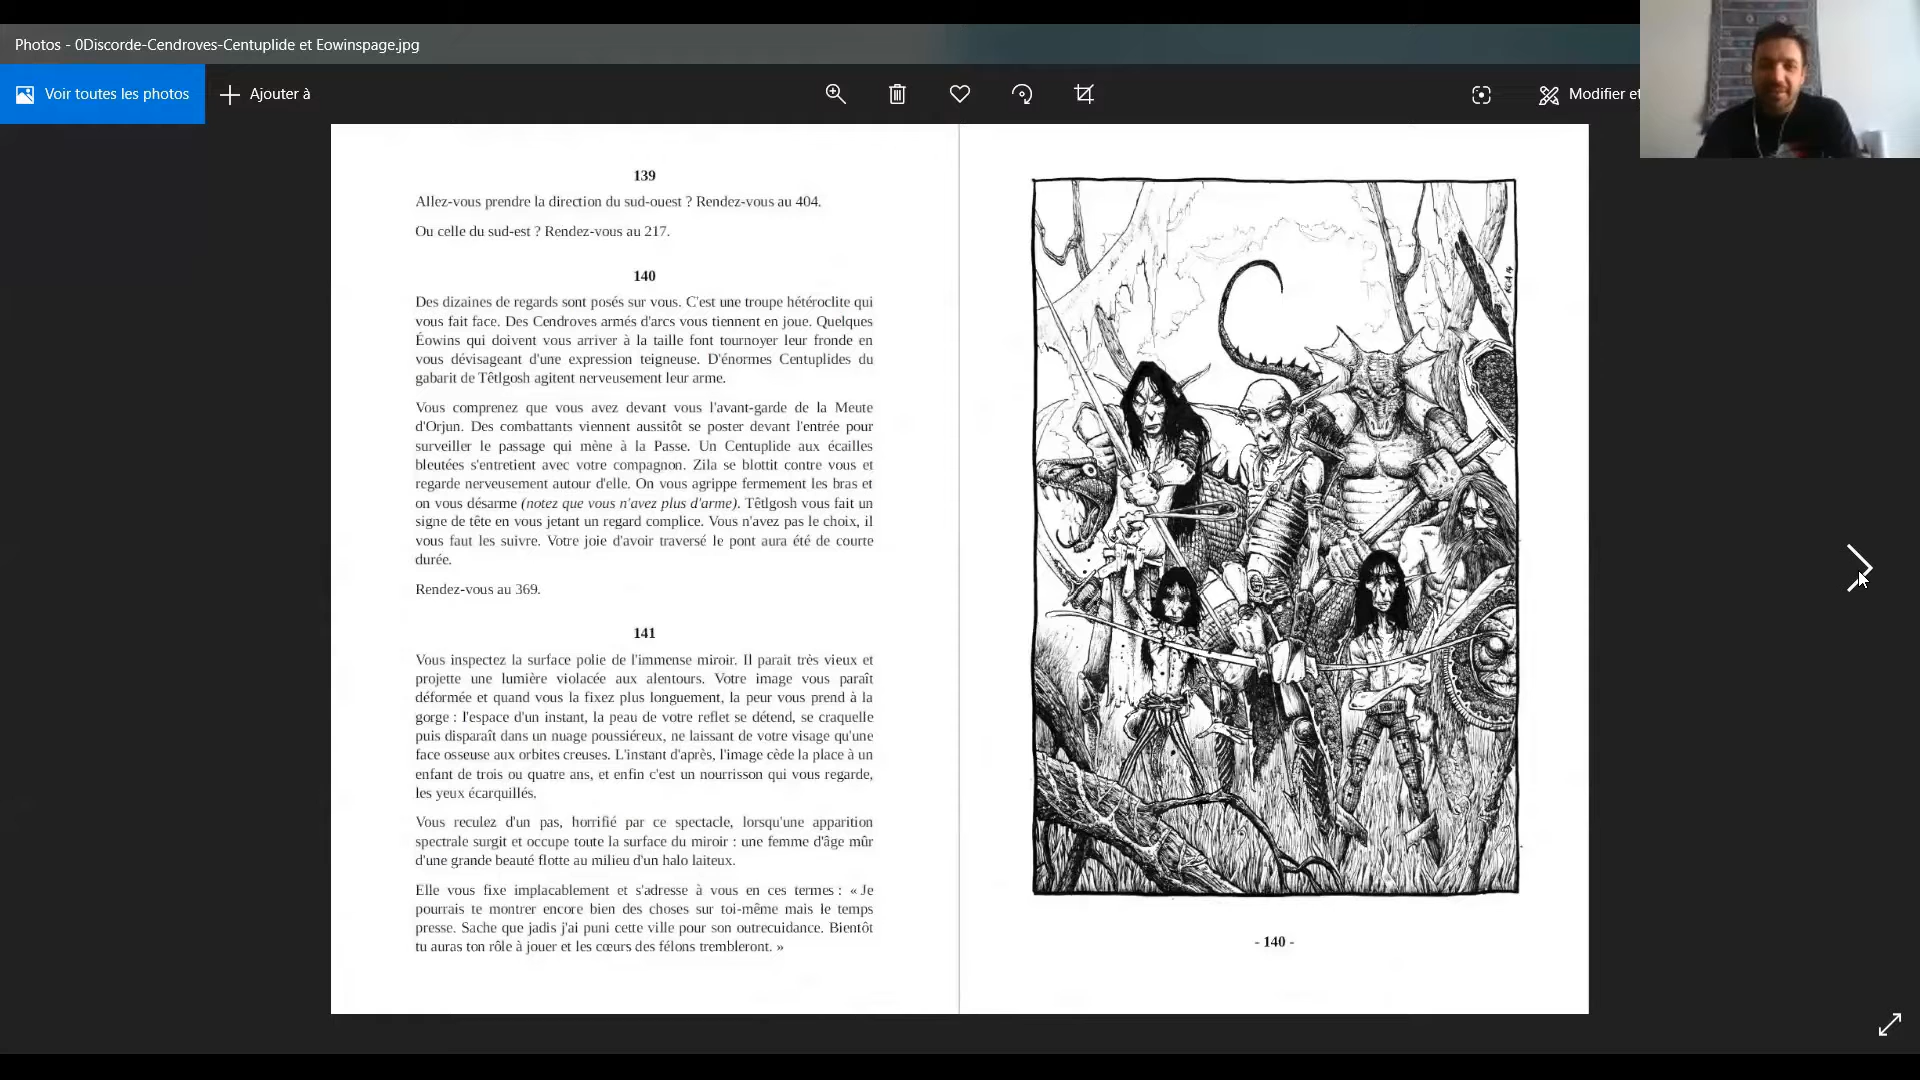 Photos - 0Discorde-Cendroves-Centuplide et Eowinspage.jpg
Voir toutes les photos
Ajouter à
Modifier et
139
Allez-vous prendre la direction du sud-ouest ? Rendez-vous au 404.
Ou celle du sud-est ? Rendez-vous au 217.
140
Des dizaines de regards sont posés sur vous. C'est une troupe hétéroclite qui
vous fait face. Des Cendroves armés d'arcs vous tiennent en joue. Quelques
Éowins qui doivent vous arriver à la taille font tournoyer leur fronde en
vous dévisageant d'une expression teigneuse. D'énormes Centuplides du
gabarit de Têtlgosh agitent nerveusement leur arme.
Vous comprenez que vous avez devant vous l'avant-garde de la Meute
d'Orjun. Des combattants viennent aussitôt se poster devant l'entrée pour
surveiller le passage qui mène à la Passe. Un Centuplide aux écailles
bleutées s'entretient avec votre compagnon. Zila se blottit contre vous et
regarde nerveusement autour d'elle. On vous agrippe fermement les bras et
on vous désarme (notez que vous n'avez plus d'arme). Têtlgosh vous fait un
signe de tête en vous jetant un regard complice. Vous n'avez pas le choix, il
vous faut les suivre. Votre joie d'avoir traversé le pont aura été de courte
durée.
Rendez-vous au 369.
141
Vous inspectez la surface polie de l'immense miroir. Il parait très vieux et
projette une lumière violacée aux alentours. Votre image vous paraît
déformée et quand vous la fixez plus longuement, la peur vous prend à la
gorge : l'espace d'un instant, la peau de votre reflet se détend, se craquelle
puis disparaît dans un nuage poussiéreux, ne laissant de votre visage qu'une
face osseuse aux orbites creuses. L'instant d'après, l'image cède la place à un
enfant de trois ou quatre ans, et enfin c'est un nourrisson qui vous regarde,
les yeux écarquillés.
Vous reculez d'un pas, horrifié par ce spectacle, lorsqu'une apparition
spectrale surgit et occupe toute la surface du miroir : une femme d'âge mûr
d'une grande beauté flotte au milieu d'un halo laiteux.
Elle vous fixe implacablement et s'adresse à vous en ces termes : « Je
pourrais te montrer encore bien des choses sur toi-même mais le temps
presse. Sache que jadis j'ai puni cette ville pour son outrecuidance. Bientôt
tu auras ton rôle à jouer et les cœurs des félons trembleront. »
- 140 -